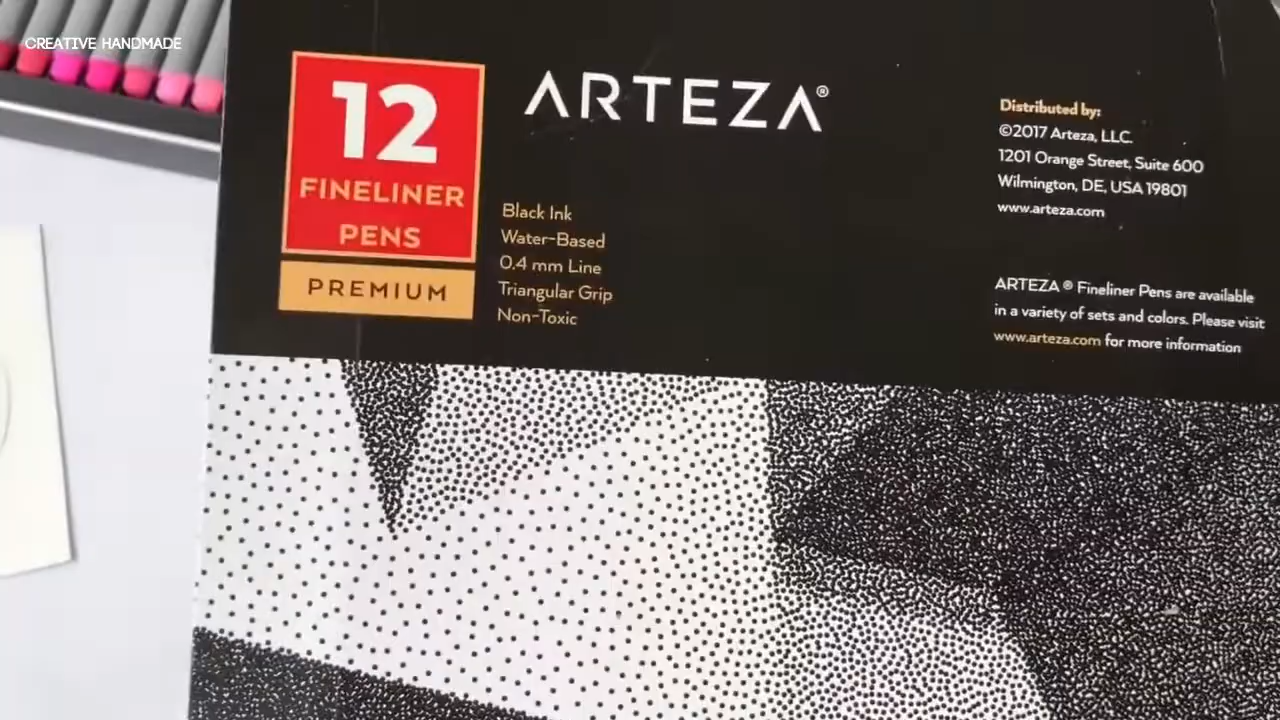 CREATIVE HANDMADE
12
FINELINER
PENS
PREMIUM
ARTEZA®
Black Ink
Water-Based
0.4 mm Line
Triangular Grip
Non-Toxic
Distributed by:
©2017 Arteza, LLC.
1201 Orange Street, Suite 600
Wilmington, DE, USA 19801
www.arteza.com
ARTEZA ® Fineliner Pens are available
in a variety of sets and colors. Please visit
www.arteza.com for more information